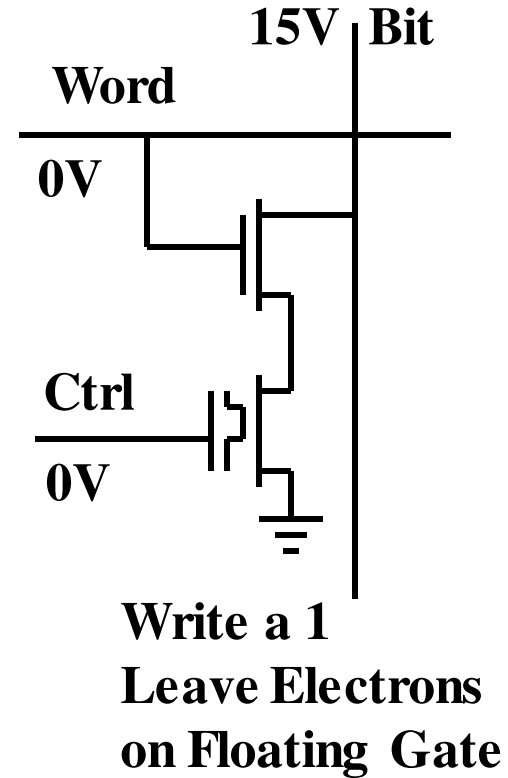 15V Bit
Word
0V
Ctrl
0V
Write a 1
Leave Electrons
on Floating Gate